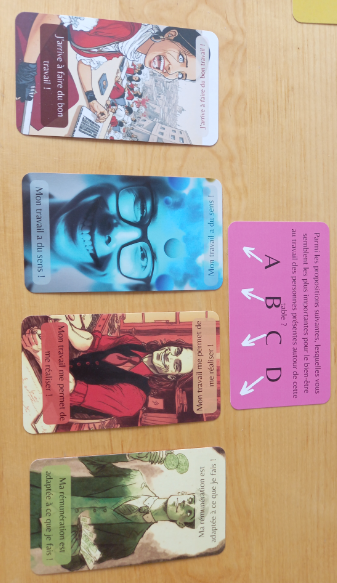 Parmi les propositions suivantes, lesquelles vous
semblent les plus importantes pour le bien-être
au travail des personnes présentes autour de cette
table ?
A B C D
J'arrive à faire du bon travail !
J'arrive à faire du bon
travail !
Mon travail a du sens !
Mon travail a du sens !
Mon travail me permet de
me réaliser !
Mon travail me permet de
me réaliser !
Ma rémunération est
adaptée à ce que je fais !
Ma rémunération est
adaptée à ce que je fais !